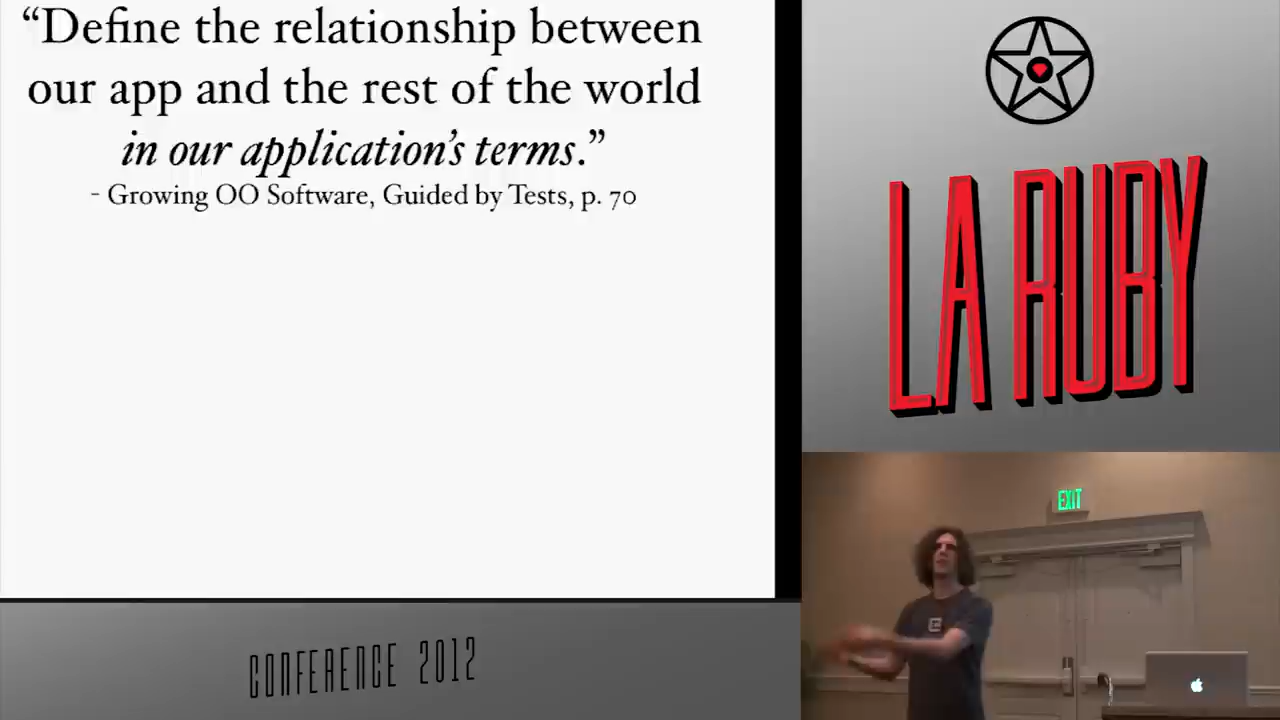 “Define the relationship between
our app and the rest of the world
in our application’s terms.”
- Growing OO Software, Guided by Tests, p. 70
LA RUBY
EXIT
CONFERENCE 2012